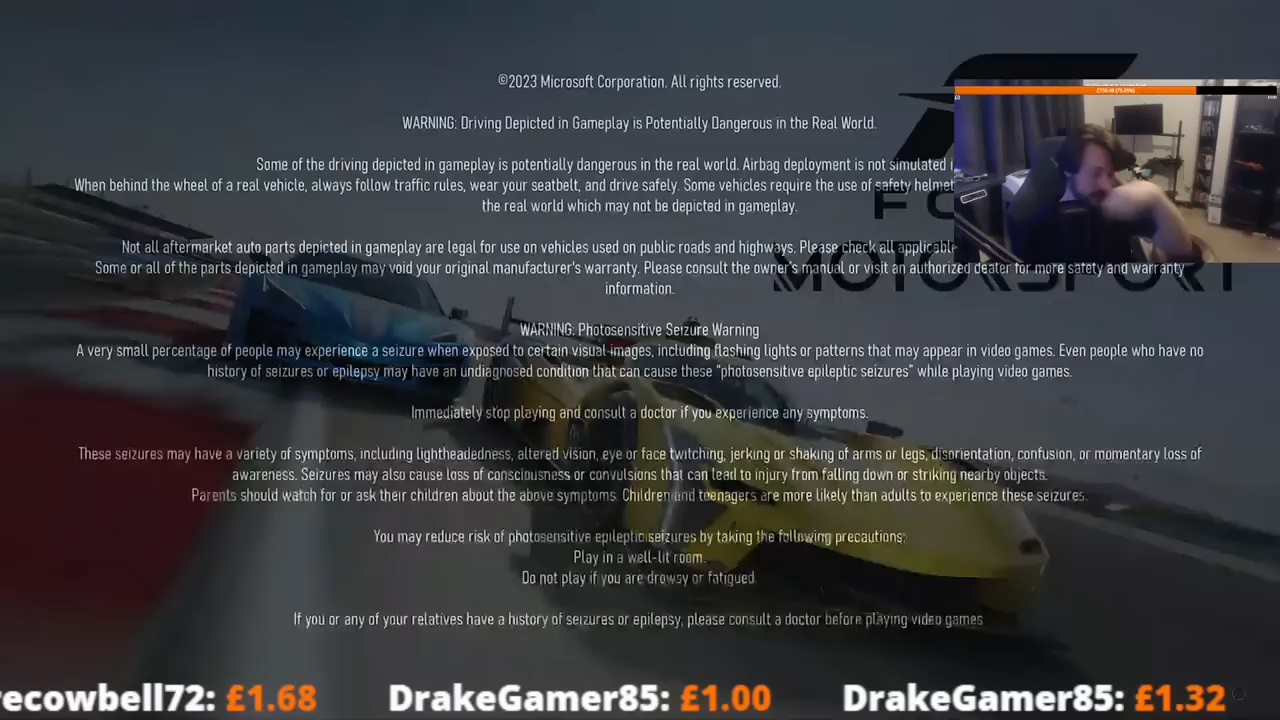 ©2023 Microsoft Corporation. All rights reserved.
WARNING: Driving Depicted in Gameplay is Potentially Dangerous in the Real World.
£750.40 (75.05%)
Some of the driving depicted in gameplay is potentially dangerous in the real world. Airbag deployment is not simulated
When behind the wheel of a real vehicle, always follow traffic rules, wear your seatbelt, and drive safely. Some vehicles require the use of safety helmet
the real world which may not be depicted in gameplay.
FO
MOTORSPORT
Not all aftermarket auto parts depicted in gameplay are legal for use on vehicles used on public roads and highways. Please check all applicable
Some or all of the parts depicted in gameplay may void your original manufacturer's warranty. Please consult the owner's manual or visit an authorized dealer for more safety and warranty
information.
WARNING: Photosensitive Seizure Warning
A very small percentage of people may experience a seizure when exposed to certain visual images, including flashing lights or patterns that may appear in video games. Even people who have no
history of seizures or epilepsy may have an undiagnosed condition that can cause these "photosensitive epileptic seizures" while playing video games.
Immediately stop playing and consult a doctor if you experience any symptoms.
These seizures may have a variety of symptoms, including lightheadedness, altered vision, eye or face twitching, jerking or shaking of arms or legs, disorientation, confusion, or momentary loss of
awareness. Seizures may also cause loss of consciousness or convulsions that can lead to injury from falling down or striking nearby objects.
Parents should watch for or ask their children about the above symptoms. Children and teenagers are more likely than adults to experience these seizures.
You may reduce risk of photosensitive epileptic seizures by taking the following precautions:
Play in a well-lit room.
Do not play if you are drowsy or fatigued
If you or any of your relatives have a history of seizures or epilepsy, please consult a doctor before playing video games
recowbell72: £1.68 DrakeGamer85: £1.00 DrakeGamer85: £1.32